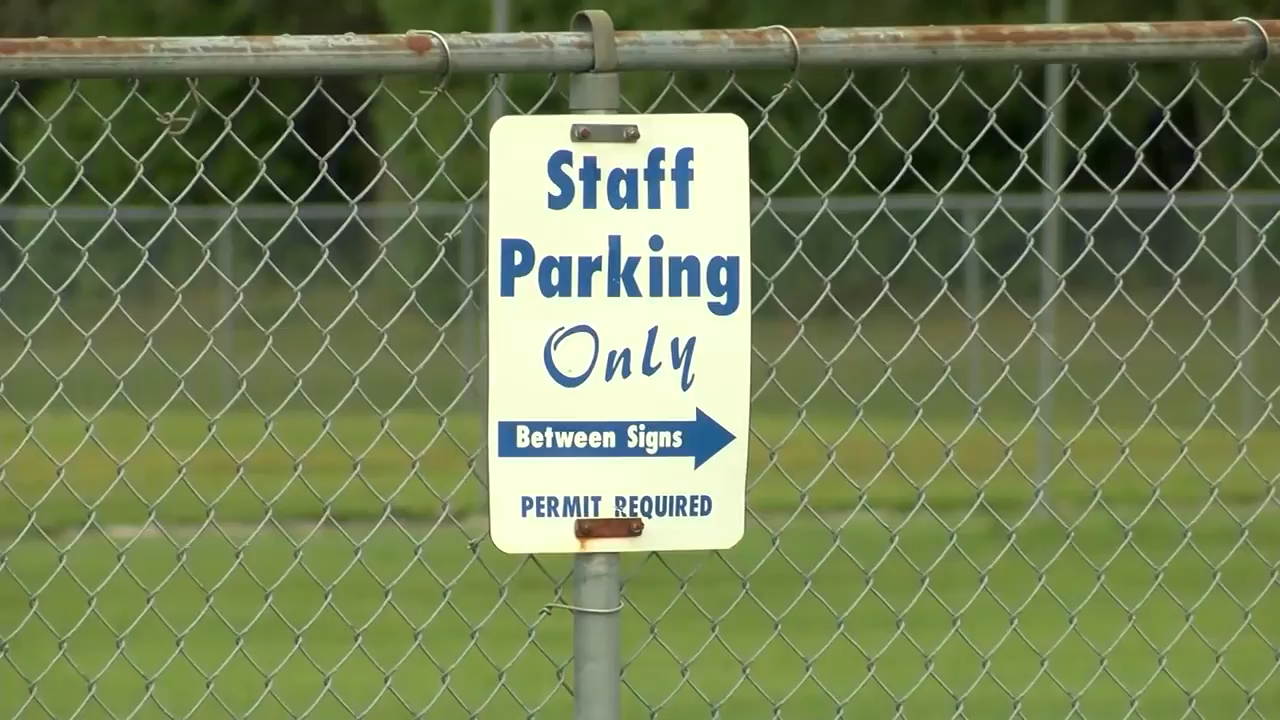 Staff
Parking
Only
Between Signs
PERMIT REQUIRED